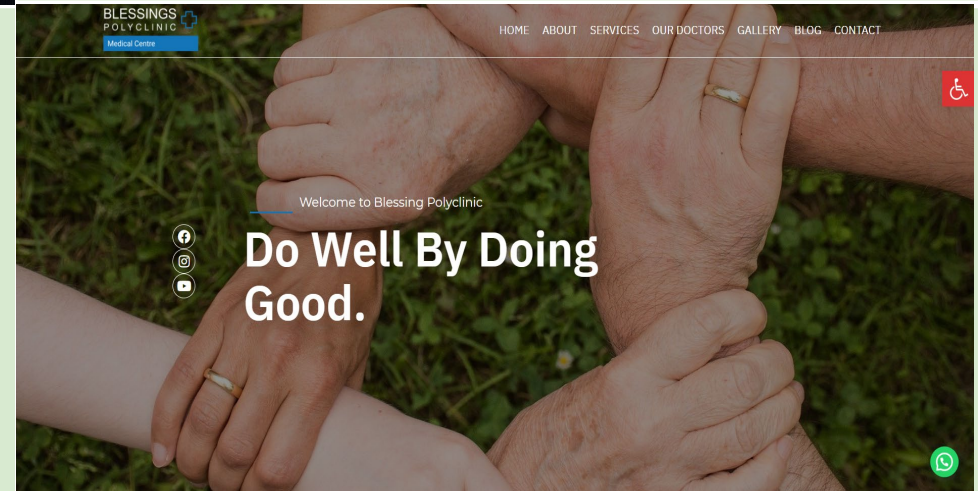 BLESSINGS
POLYCLINIC
Medical Centre
HOME ABOUT SERVICES OUR DOCTORS GALLERY BLOG CONTACT
Welcome to Blessing Polyclinic
Do Well By Doing
Good.